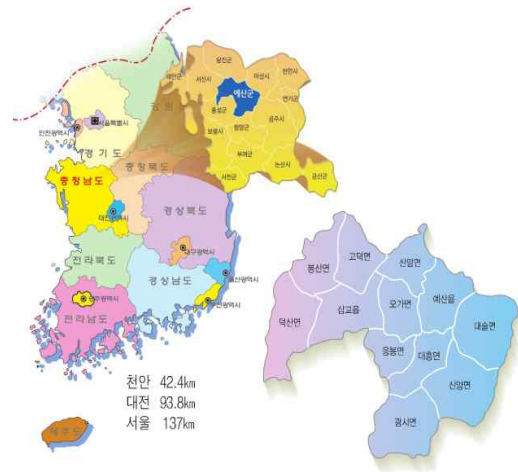 당진군
태안군
서산시
아산시
천안시
예산군
홍성군
연기군
공주시
청양군
보령시
부여군
논산시
서천군
금산군
강원도
서울특별시
인천광역시
경기도
충청북도
충청남도
대전광역시
경상북도
대구광역시
전라북도
울산광역시
경상남도
광주광역시
부산광역시
전라남도
제주도
천안 42.4km
대전 93.8km
서울 137km
고덕면
봉산면
신암면
예산읍
오가면
삽교읍
덕산면
대술면
응봉면
대흥면
신양면
광시면